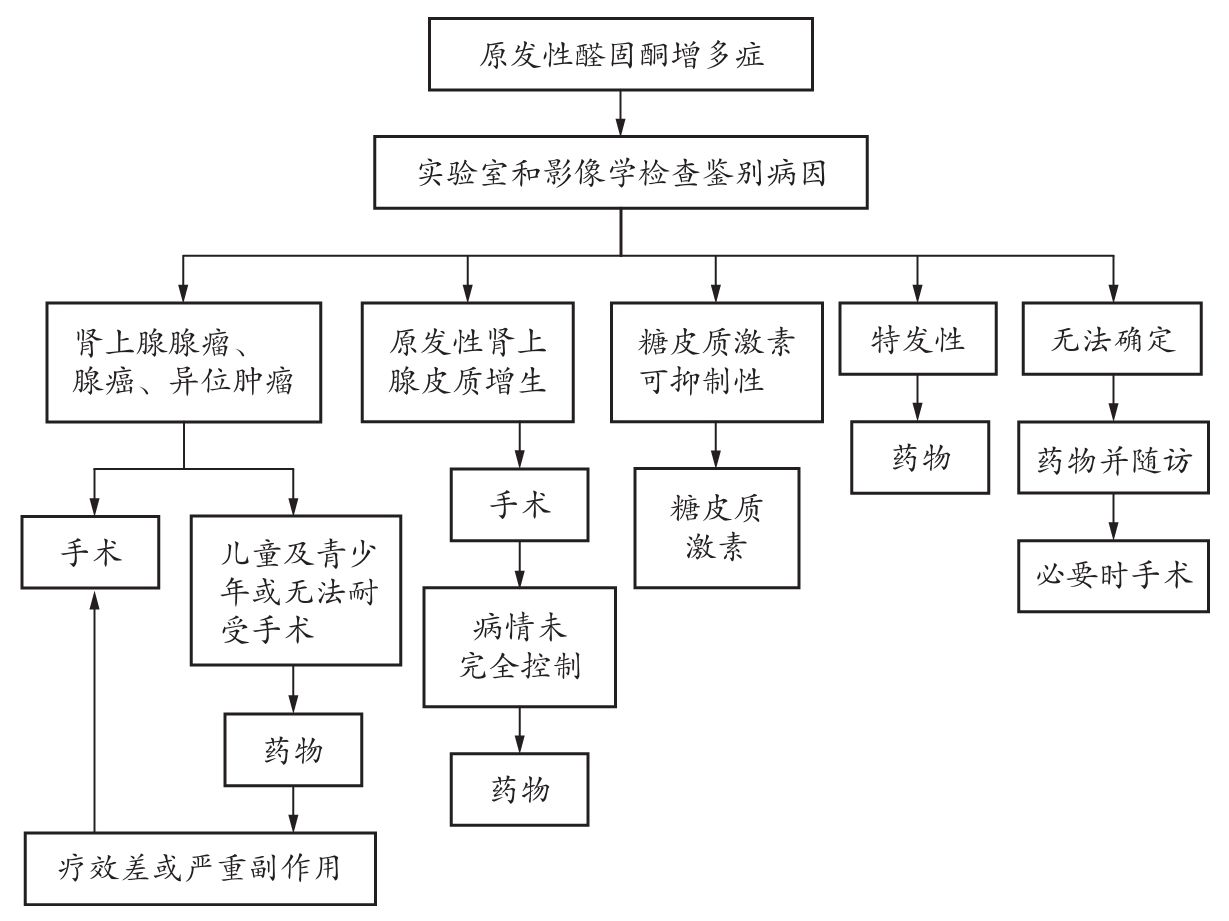 原发性醛固酮增多症
实验室和影像学检查鉴别病因
肾上腺腺瘤、
腺癌、异位肿瘤
原发性肾上
腺皮质增生
糖皮质激素
可抑制性
特发性
无法确定
手术
儿童及青少
年或无法耐
受手术
药物
疗效差或严重副作用
手术
病情未
完全控制
药物
糖皮质
激素
药物
药物并随访
必要时手术